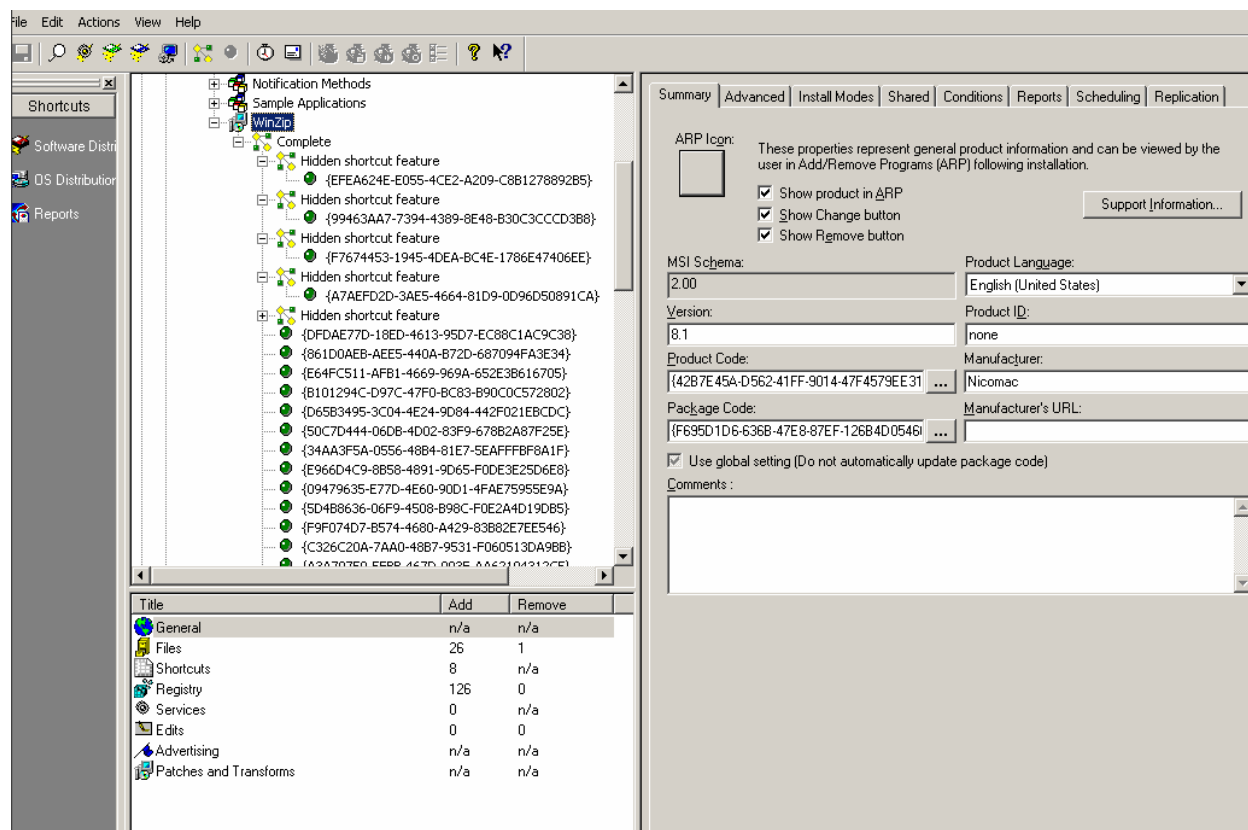 File Edit Actions View Help
Shortcuts
Software Distri
OS Distribution
Reports
Notification Methods
Sample Applications
WinZip
Complete
Hidden shortcut feature
{EFEA624E-E055-4CE2-A209-C8B1278892B5}
Hidden shortcut feature
{99463AA7-7394-4389-8E48-B30C3CCCD3B8}
Hidden shortcut feature
{F7674453-1945-4DEA-BC4E-1786E47406EE}
Hidden shortcut feature
{A7AEFD2D-3AE5-4664-81D9-0D96D50891CA}
Hidden shortcut feature
{DFDAE77D-18ED-4613-95D7-EC88C1AC9C38}
{861D0AEB-AEE5-440A-B72D-687094FA3E34}
{E64FC511-AFB1-4669-969A-652E3B616705}
{B101294C-D97C-47F0-BC83-B90C0C572802}
{D65B3495-3C04-4E24-9D84-442F021EBCDC}
{50C7D444-06DB-4D02-83F9-678B2A87F25E}
{34AA3F5A-0556-48B4-81E7-5EAFFFBF8A1F}
{E966D4C9-8B58-4891-9D65-F0DE3E25D6E8}
{09479635-E77D-4E60-90D1-4FAE75955E9A}
{5D4B8636-06F9-4508-B98C-F0E2A4D19DB5}
{F9F074D7-B574-4680-A429-83B82E7EE546}
{C326C20A-7AA0-48B7-9531-F060513DA9BB}
Title Add Remove
General n/a n/a
Files 26 1
Shortcuts 8 n/a
Registry 126 0
Services 0 n/a
Edits 0 0
Advertising n/a n/a
Patches and Transforms n/a n/a
Summary Advanced Install Modes Shared Conditions Reports Scheduling Replication
ARP Icon:
These properties represent general product information and can be viewed by the
user in Add/Remove Programs (ARP) following installation.
Show product in ARP
Show Change button
Show Remove button
Support Information...
MSI Schema: Product Language:
2.00 English (United States)
Version: Product ID:
8.1 none
Product Code: Manufacturer:
{42B7E45A-D562-41FF-9014-47F4579EE31 ... Nicomac
Package Code: Manufacturer's URL:
{F695D1D6-636B-47E8-87EF-126B4D0546 ...
Use global setting (Do not automatically update package code)
Comments :